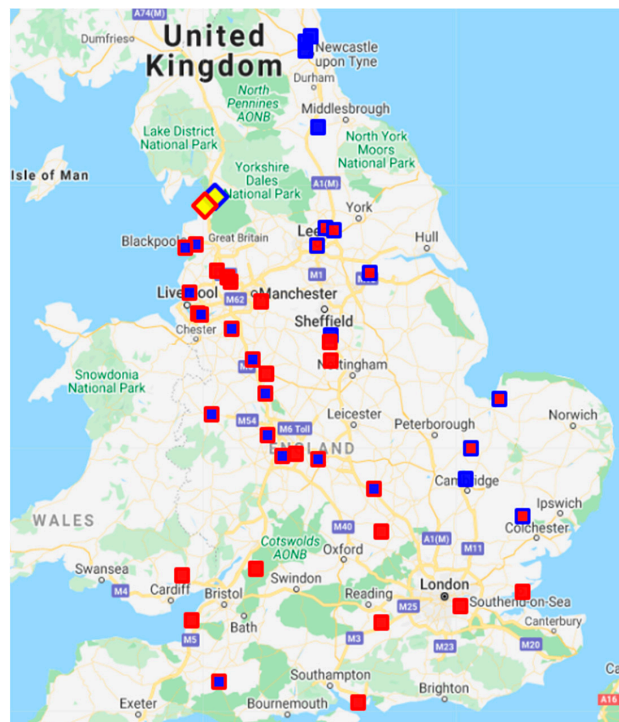 A74(M)
Dumfries
United
Kingdom
Newcastle
upon Tyne
Durham
North
Pennines
AONB
Middlesbrough
Lake District
National Park
North York
Moors
National Park
Isle of Man
Yorkshire
Dales
National Park
A1(M)
York
Blackpool
Great Britain
Hull
M1
Liverpool
M62
Manchester
Chester
Sheffield
Snowdonia
National Park
Nottingham
M54
M6 Toll
Leicester
Peterborough
Norwich
ENGLAND
Cambridge
Ipswich
Colchester
WALES
M40
A1(M)
M11
Cotswolds
AONB
Oxford
Swansea
M4
Cardiff
Bristol
Swindon
Reading
London
M25
Southend-on-Sea
Bath
Canterbury
M5
M3
M23
M20
Southampton
Brighton
Exeter
Bournemouth
Ca
A16